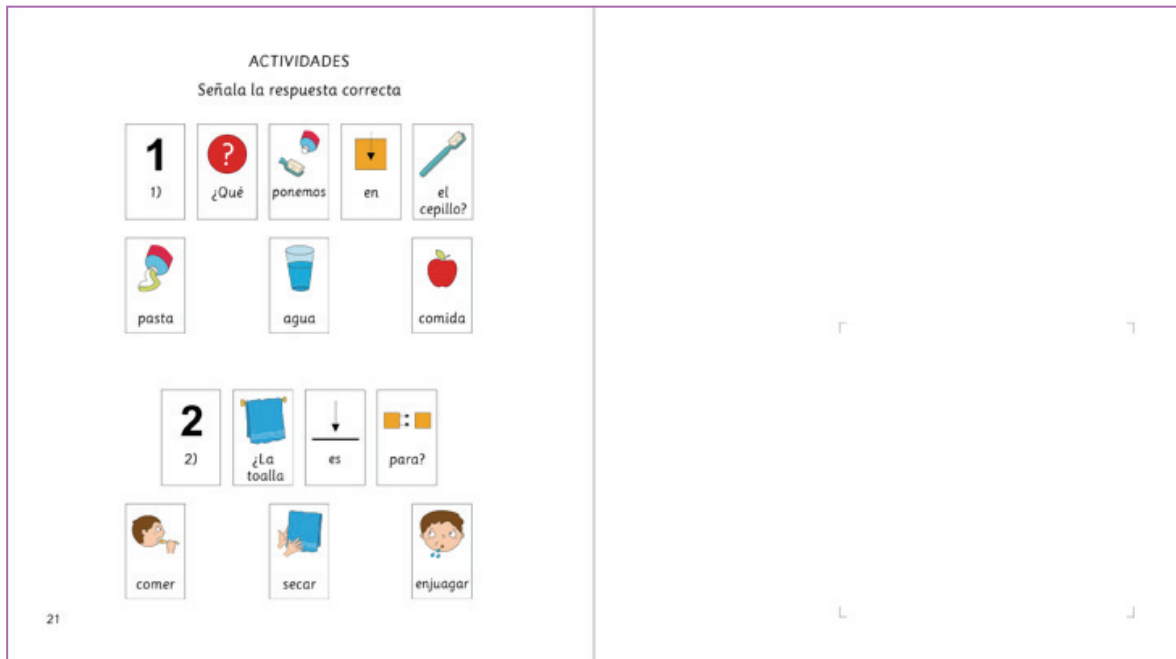 ACTIVIDADES
Señala la respuesta correcta
1 ?
1) ¿Qué ponemos en el cepillo?
pasta agua comida
2
2) ¿La toalla es para?
comer secar enjuagar
21